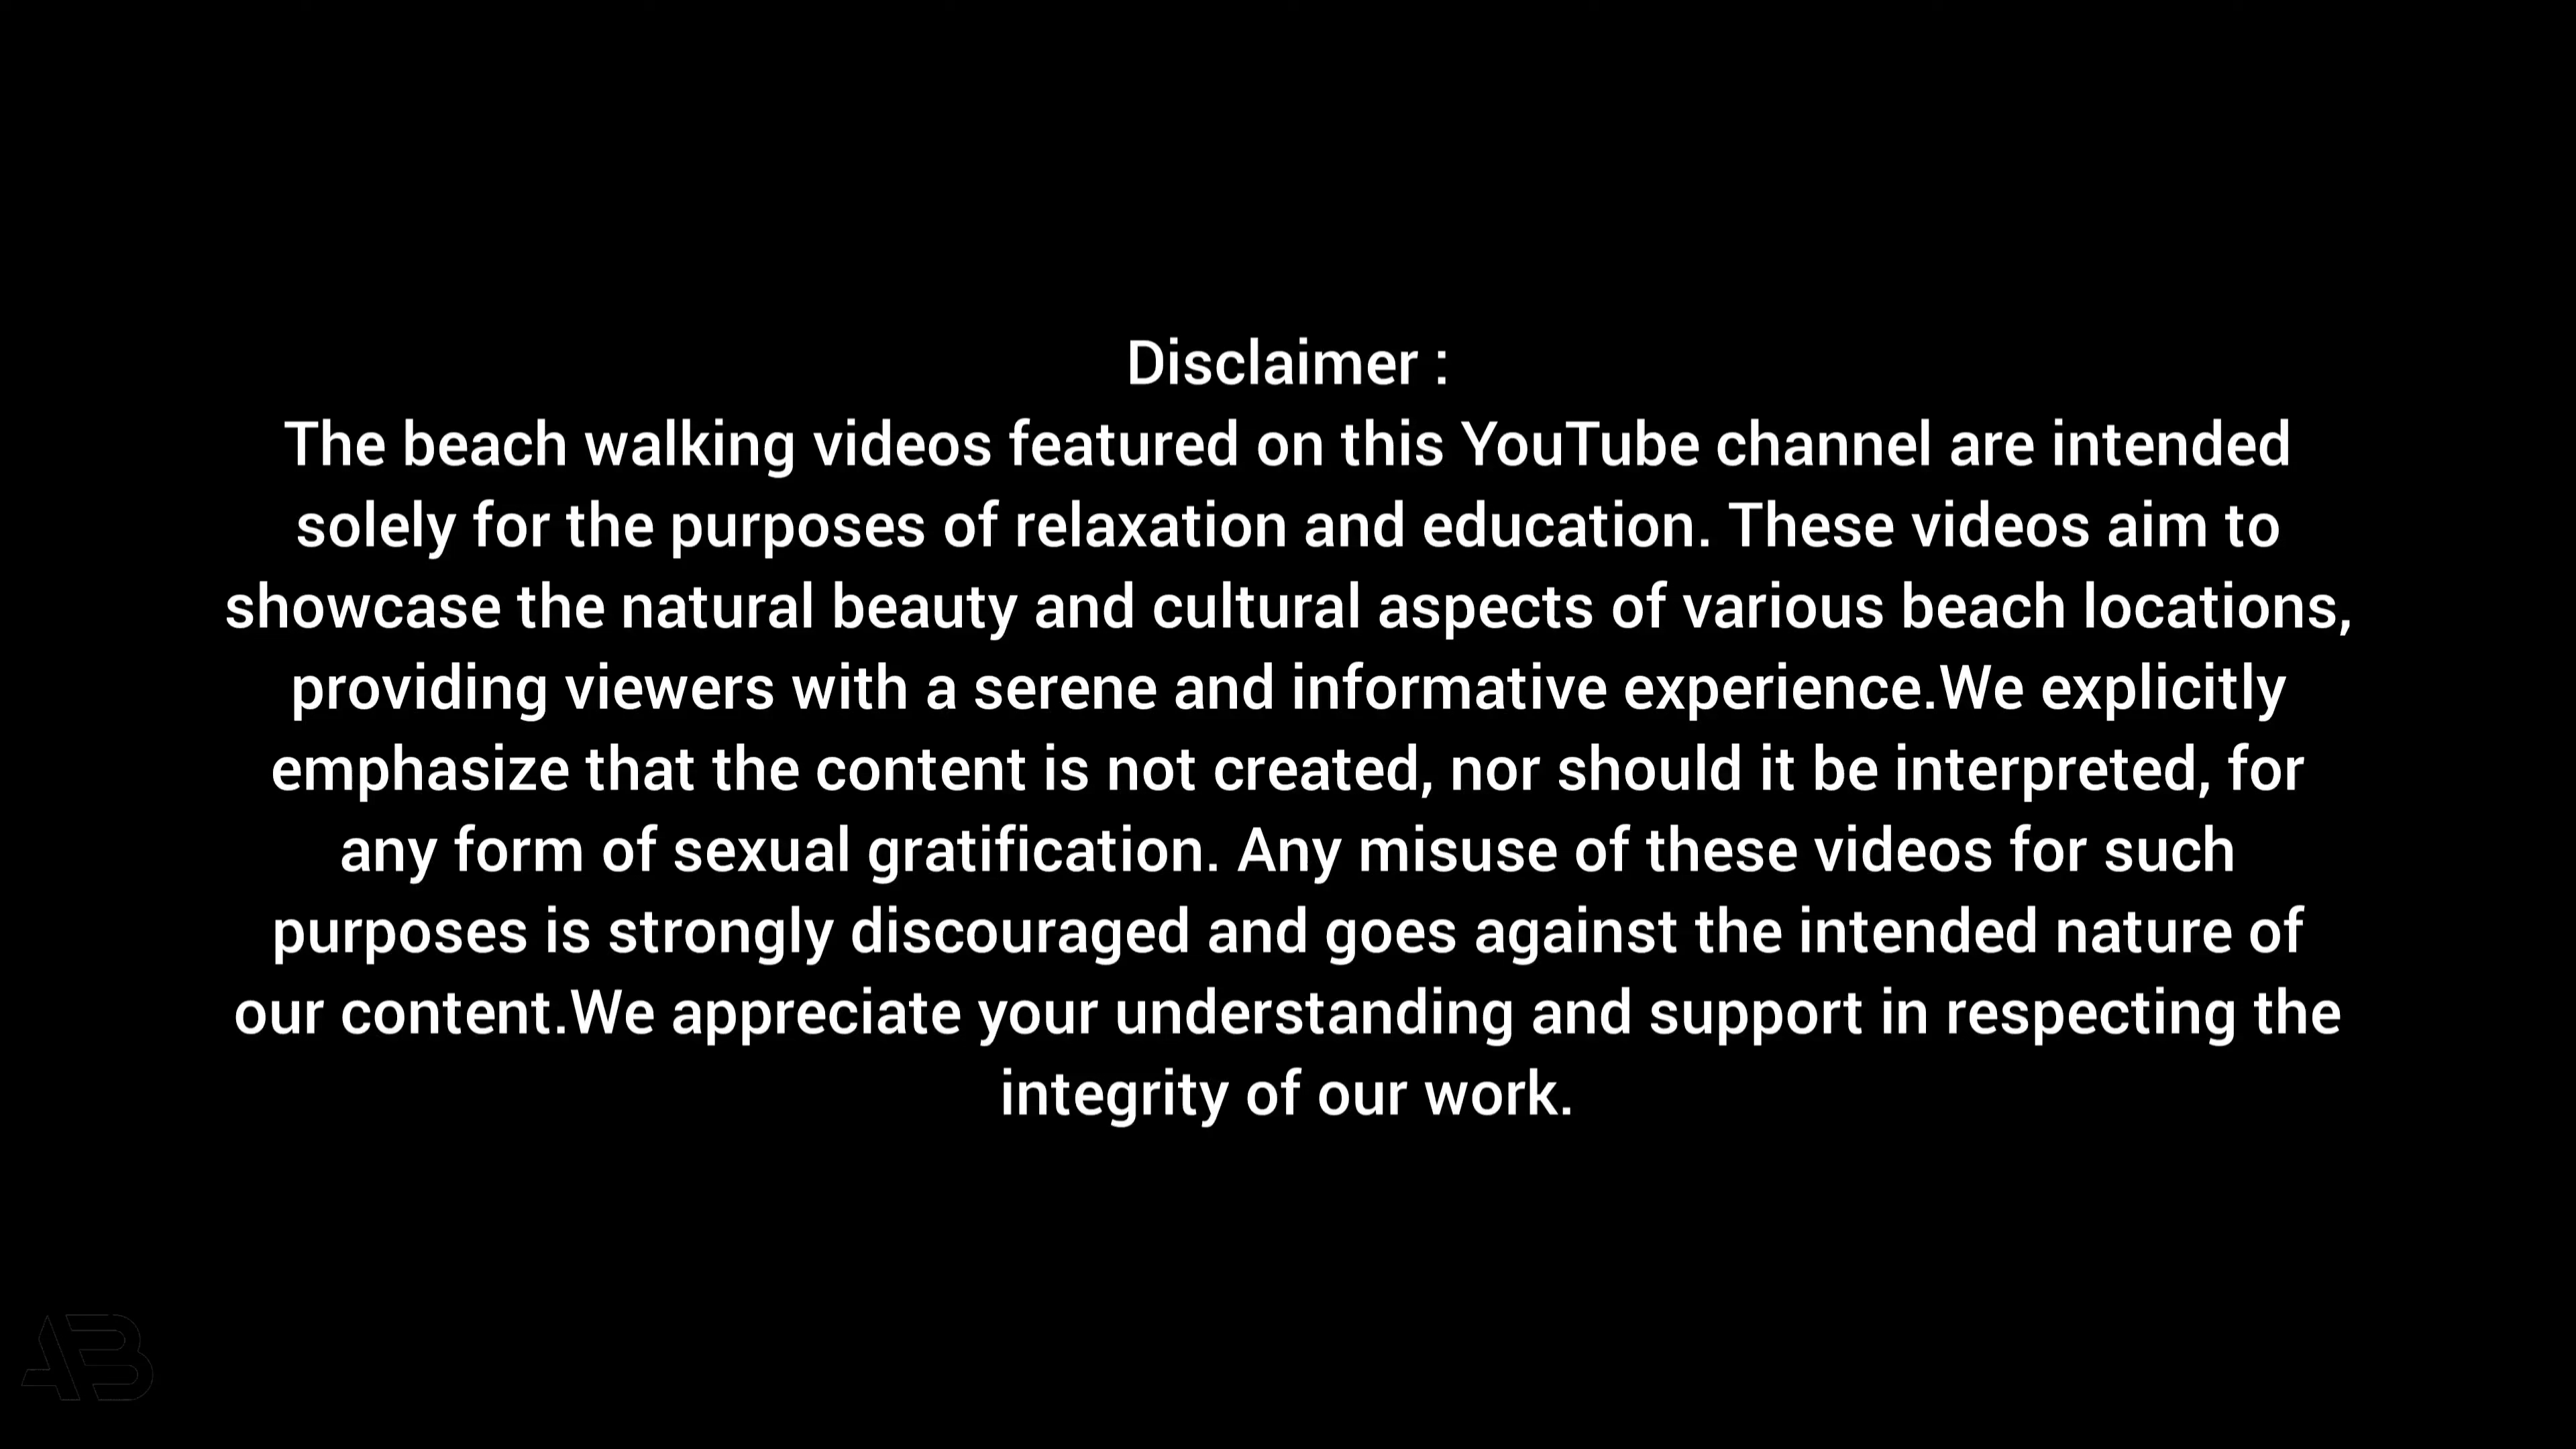 Disclaimer :
The beach walking videos featured on this YouTube channel are intended
solely for the purposes of relaxation and education. These videos aim to
showcase the natural beauty and cultural aspects of various beach locations,
providing viewers with a serene and informative experience.We explicitly
emphasize that the content is not created, nor should it be interpreted, for
any form of sexual gratification. Any misuse of these videos for such
purposes is strongly discouraged and goes against the intended nature of
our content.We appreciate your understanding and support in respecting the
integrity of our work.
AB